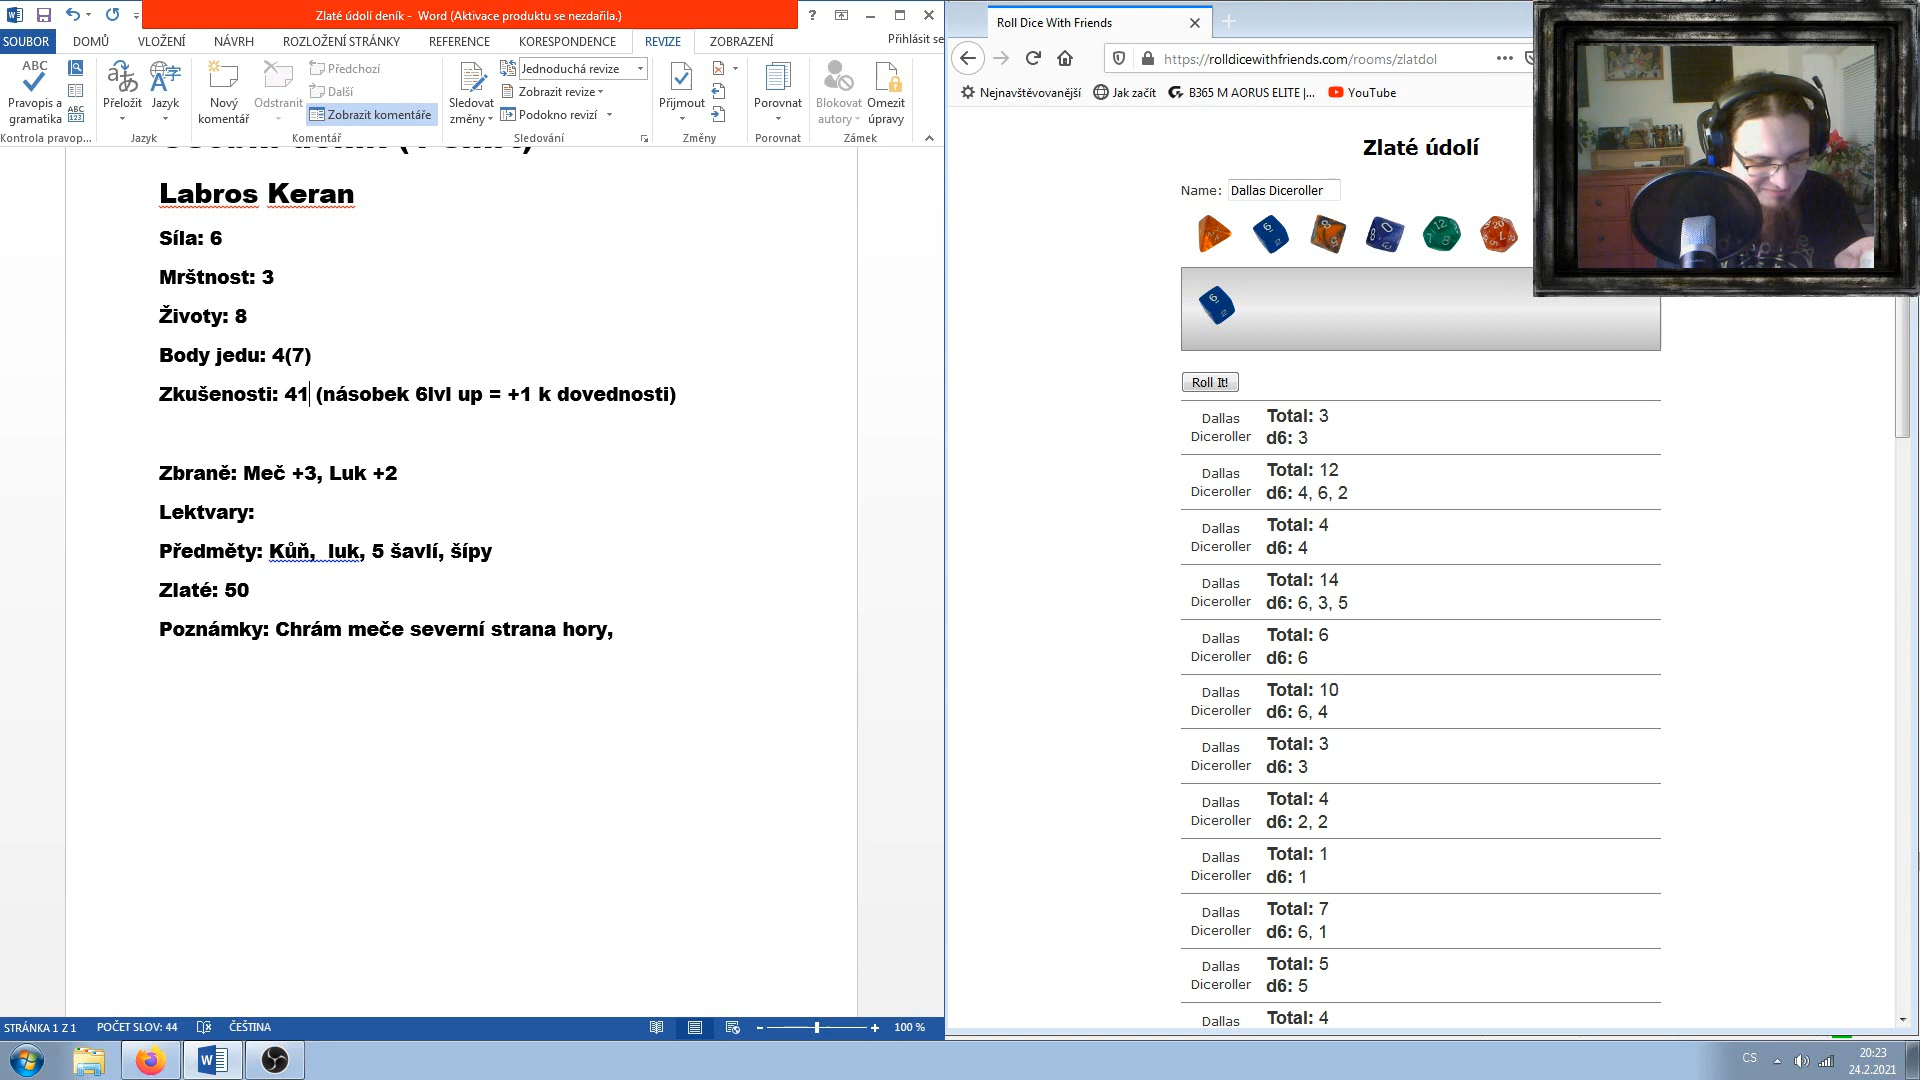 Zlaté údolí deník - Word (Aktivace produktu se nezdařila.)
SOUBOR DOMŮ VLOŽENÍ NÁVRH ROZLOŽENÍ STRÁNKY REFERENCE KORESPONDENCE REVIZE ZOBRAZENÍ Přihlásit se
Pravopis a gramatika
Přeložit
Jazyk
Nový komentář
Odstranit
Předchozí
Další
Zobrazit komentáře
Sledovat změny
Jednoduchá revize
Zobrazit revize
Podokno revizí
Přijmout
Porovnat
Blokovat autory
Omezit úpravy
Kontrola pravop... Jazyk Komentář Sledování Změny Porovnat Zámek
Labros Keran
Síla: 6
Mrštnost: 3
Životy: 8
Body jedu: 4(7)
Zkušenosti: 41 (násobek 6lvl up = +1 k dovednosti)
Zbraně: Meč +3, Luk +2
Lektvary:
Předměty: Kůň, luk, 5 šavlí, šípy
Zlaté: 50
Poznámky: Chrám meče severní strana hory,
STRÁNKA 1 Z 1 POČET SLOV: 44 ČEŠTINA 100 %
Roll Dice With Friends
https://rolldicewithfriends.com/rooms/zlatdol
Nejnavštěvovanější Jak začít B365 M AORUS ELITE |... YouTube
Zlaté údolí
Name: Dallas Diceroller
Roll It!
Dallas Diceroller Total: 3
d6: 3
Dallas Diceroller Total: 12
d6: 4, 6, 2
Dallas Diceroller Total: 4
d6: 4
Dallas Diceroller Total: 14
d6: 6, 3, 5
Dallas Diceroller Total: 6
d6: 6
Dallas Diceroller Total: 10
d6: 6, 4
Dallas Diceroller Total: 3
d6: 3
Dallas Diceroller Total: 4
d6: 2, 2
Dallas Diceroller Total: 1
d6: 1
Dallas Diceroller Total: 7
d6: 6, 1
Dallas Diceroller Total: 5
d6: 5
Dallas Total: 4
CS
20:23
24.2.2021